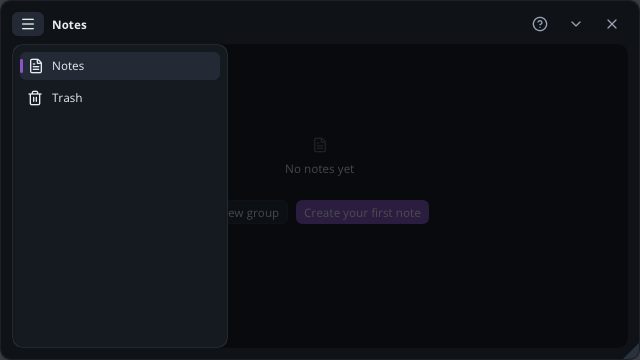 Notes
Notes
Trash
No notes yet
ew group
Create your first note